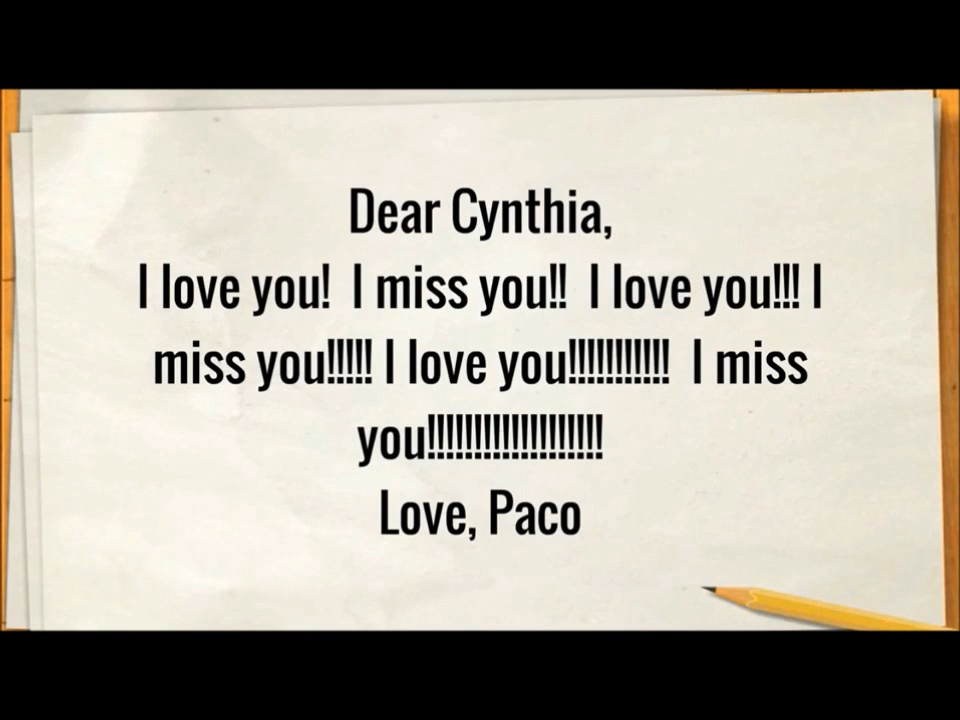 Dear Cynthia,
I love you!  I miss you!!  I love you!!! I
miss you!!!!! I love you!!!!!!!!!!!  I miss
you!!!!!!!!!!!!!!!!!!!
Love, Paco